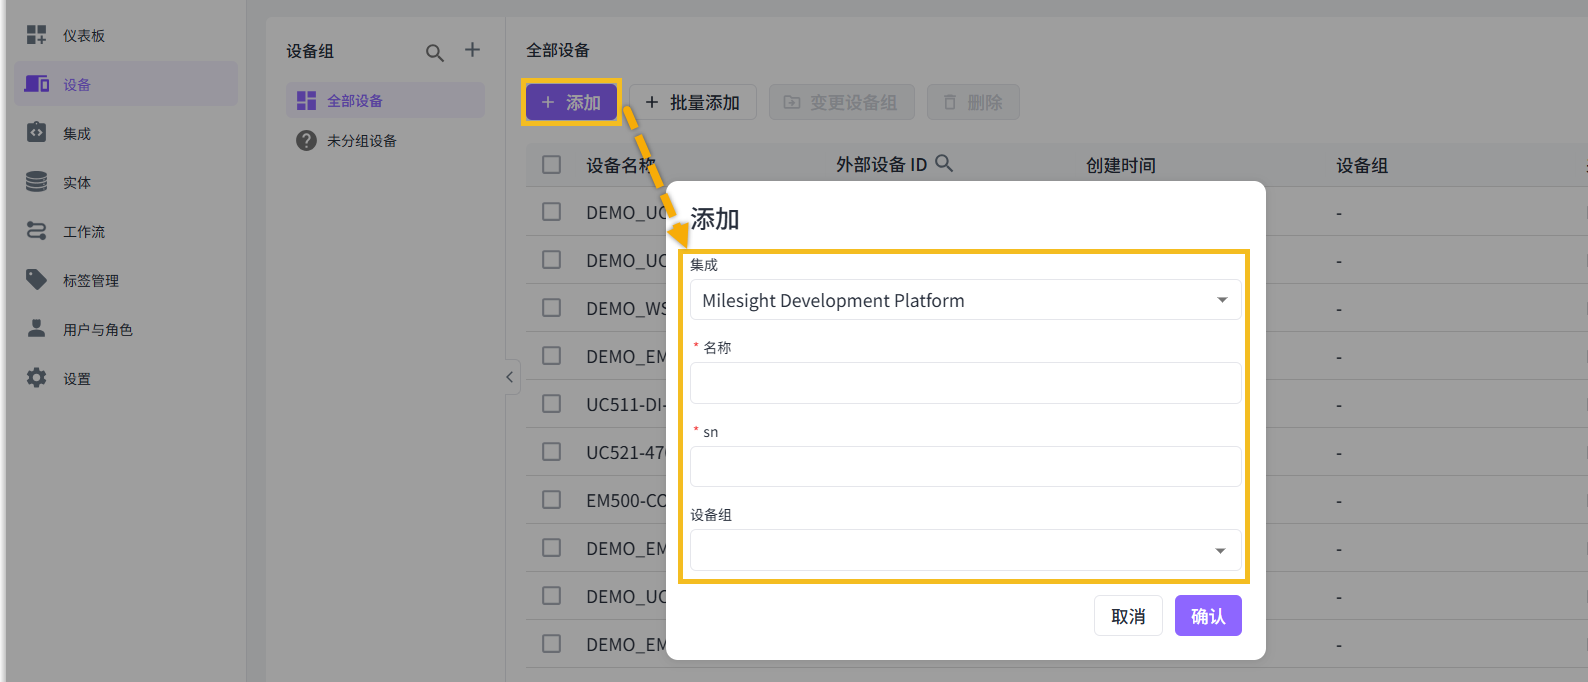 仪表板
设备
集成
实体
工作流
标签管理
用户与角色
设置
设备组
全部设备
未分组设备
全部设备
添加
批量添加
变更设备组
删除
设备名称 外部设备 ID 创建时间 设备组
DEMO_UC -
DEMO_UC -
DEMO_WS -
DEMO_EM -
UC511-DI- -
UC521-47 -
EM500-CO -
DEMO_EM -
DEMO_UC -
DEMO_EM -
添加
集成
Milesight Development Platform
* 名称
* sn
设备组
取消 确认